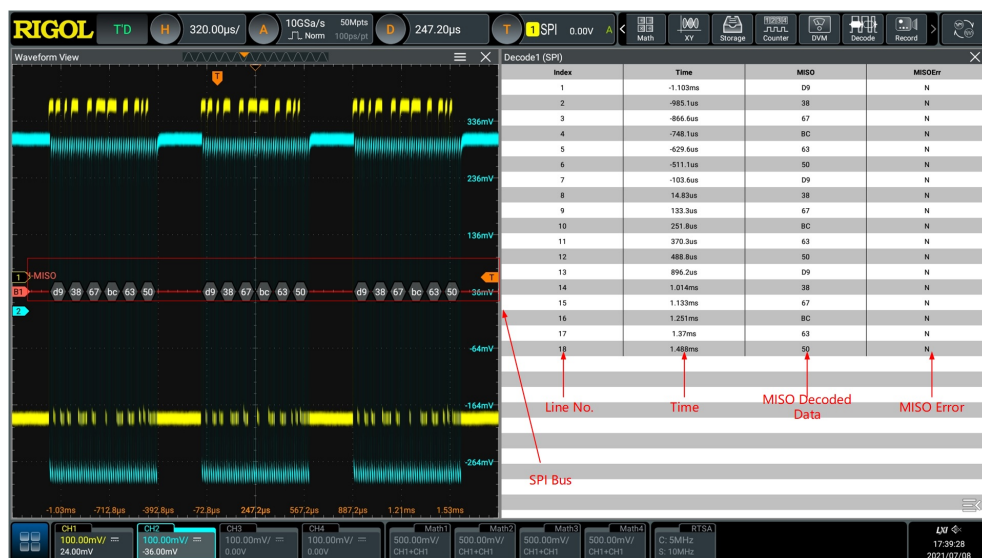 RIGOL T'D H 320.00μs/ A 10GSa/s Norm 50Mpts 100pts/pt D 247.20μs T 1 SPI 0.00V A Math XY Storage Counter DVM Decode Record
Waveform View
Decode1 (SPI)
T
336mV
236mV
136mV
1 I-MISO T
B1 d9 38 67 bc 63 50 d9 38 67 bc 63 50 d9 38 67 bc 63 50 36mV
2
-64mV
-164mV
-264mV
-1.03ms -712.8μs -392.8μs -72.8μs 247.2μs 567.2μs 887.2μs 1.21ms 1.53ms
Index Time MISO MISOErr
1 -1.103ms D9 N
2 -985.1us 38 N
3 -866.6us 67 N
4 -748.1us BC N
5 -629.6us 63 N
6 -511.1us 50 N
7 -103.6us D9 N
8 14.83us 38 N
9 133.3us 67 N
10 251.8us BC N
11 370.3us 63 N
12 488.8us 50 N
13 896.2us D9 N
14 1.014ms 38 N
15 1.133ms 67 N
16 1.251ms BC N
17 1.37ms 63 N
18 1.488ms 50 N
Line No. Time MISO Decoded MISO Error
Data
SPI Bus
CH1 CH2 CH3 CH4 Math1 Math2 Math3 Math4 RTSA
100.00mV/ 100.00mV/ 100.00mV/ 100.00mV/ 500.00mV/ 500.00mV/ 500.00mV/ 500.00mV/ C: 5MHz
24.00mV -36.00mV 0.00V 0.00V CH1+CH1 CH1+CH1 CH1+CH1 CH1+CH1 S: 10MHz
LXI
17:39:28
2021/07/08